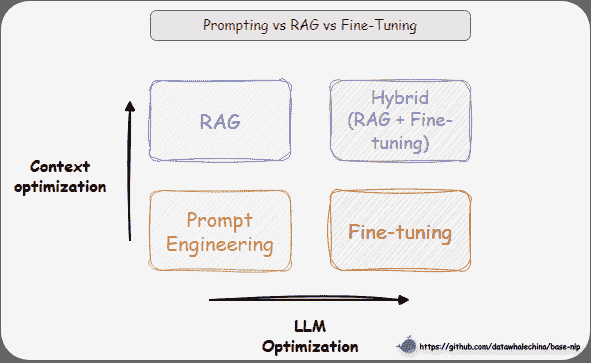 Prompting vs RAG vs Fine-Tuning
RAG
Hybrid
(RAG + Fine-
tuning)
Context
optimization
Prompt
Engineering
Fine-tuning
LLM
Optimization
https://github.com/datawhalechina/base-nlp